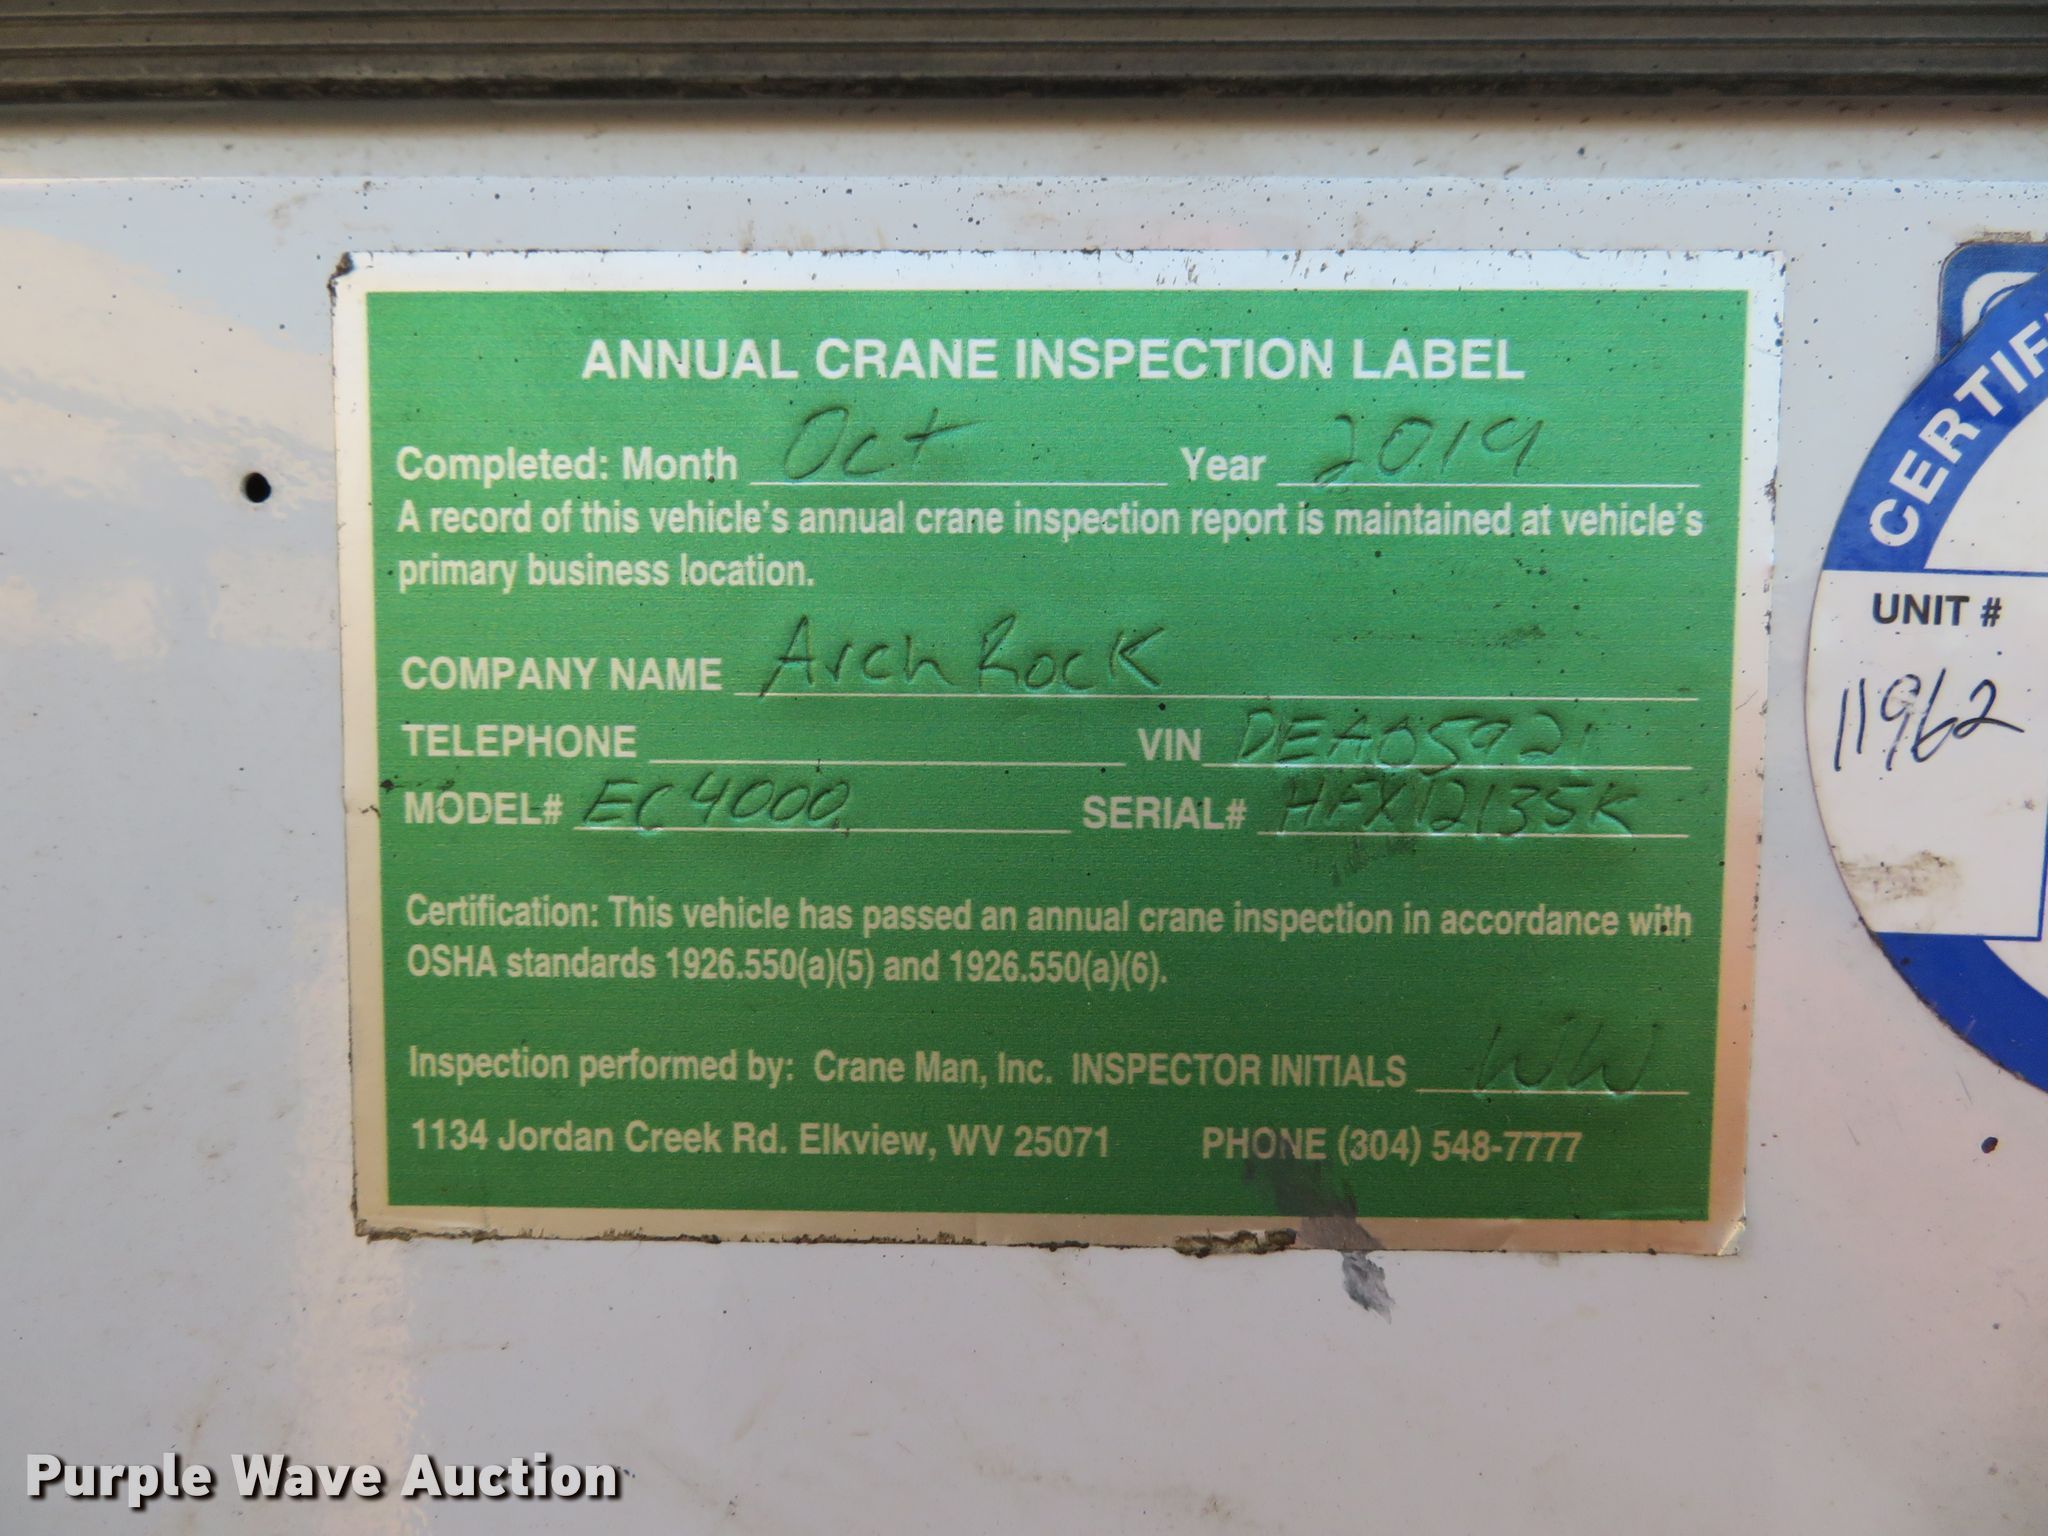 ANNUAL CRANE INSPECTION LABEL
Completed: Month Oct Year 2019
A record of this vehicle's annual crane inspection report is maintained at vehicle's
primary business location.
COMPANY NAME Arch Rock
TELEPHONE VIN DEA05921
MODEL# EC4000 SERIAL# HFX12135K
Certification: This vehicle has passed an annual crane inspection in accordance with
OSHA standards 1926.550(a)(5) and 1926.550(a)(6).
Inspection performed by: Crane Man, Inc. INSPECTOR INITIALS WW
1134 Jordan Creek Rd. Elkview, WV 25071 PHONE (304) 548-7777
CERTIF
UNIT #
11962
Purple Wave Auction